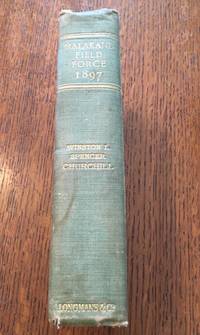 MALAKAND
FIELD
FORCE
1897
WINSTON L.
SPENCER
CHURCHILL
LONGMANS & Co